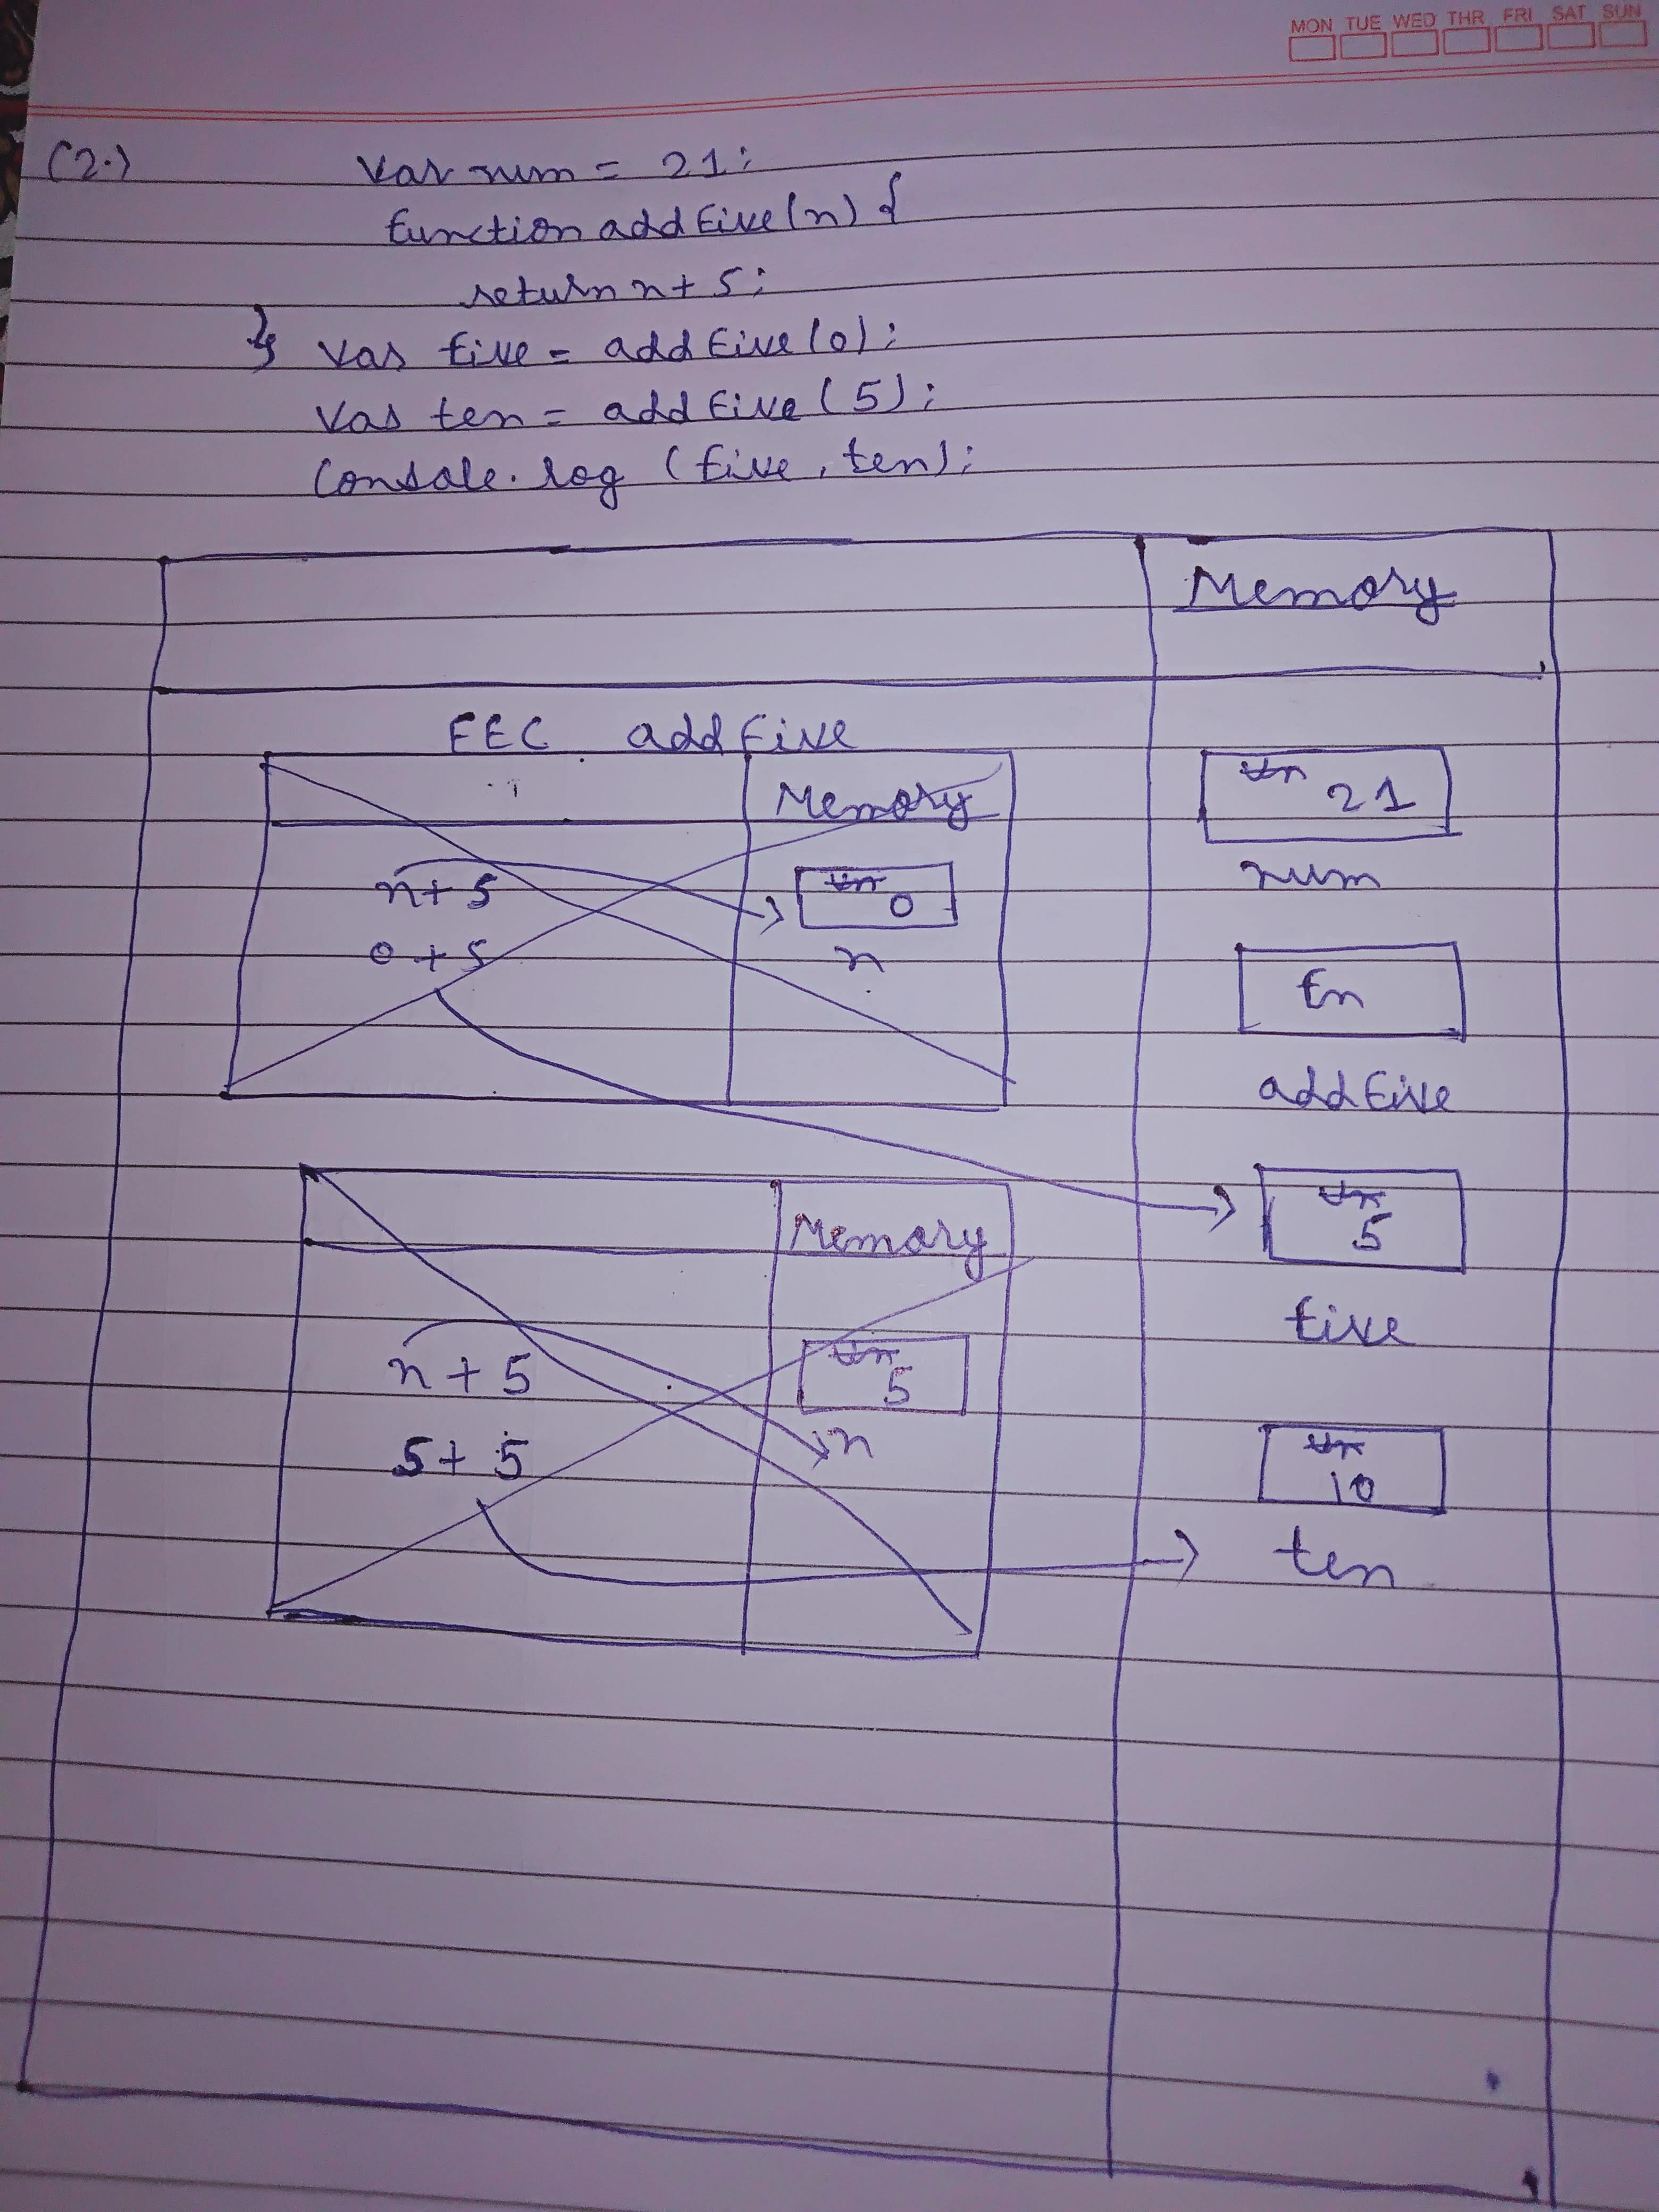 MON TUE WED THR FRI SAT SUN
(2.) var num = 21;
function addfive(n) {
return n + 5;
} var five = addfive(0);
var ten = addfive(5);
console.log (five, ten);
Memory
FEC addfive
Memory
un 21
num
n+5
un 0
0+5
n
fn
addfive
un
5
five
Memory
n+5
un
5
n
5+5
un
10
ten